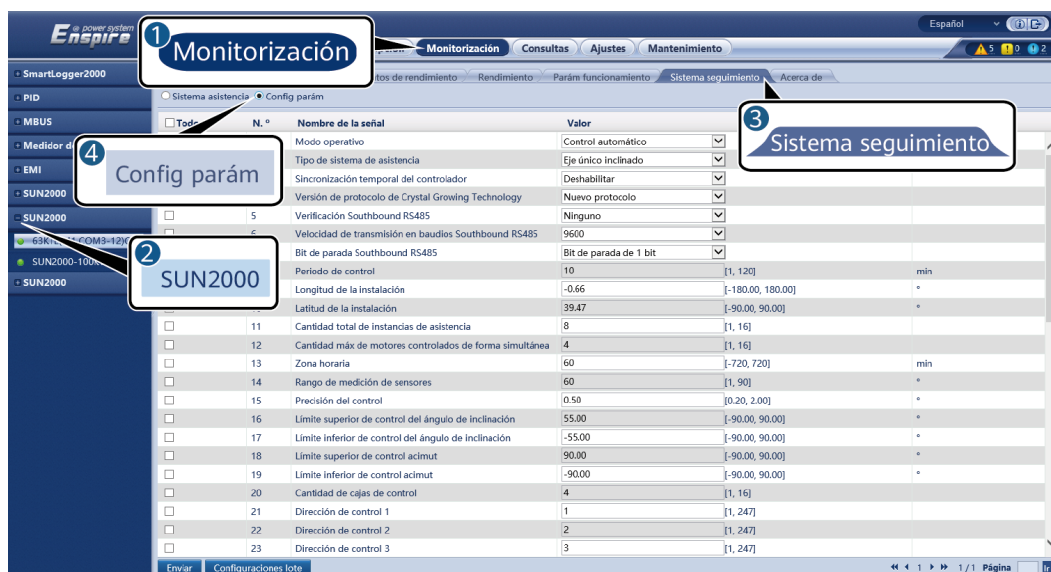 @ power system
Enspire
Español
Monitorización
Consultas
Ajustes
Mantenimiento
5
0
2
1
Monitorización
SmartLogger2000
PID
MBUS
Medidor de
EMI
SUN2000
SUN2000
SUN2000-100K
SUN2000
tos de rendimiento
Rendimiento
Parám funcionamiento
Sistema seguimiento
Acerca de
Sistema asistencia
Config parám
3
Sistema seguimiento
4
Config parám
2
SUN2000
Todo N. º Nombre de la señal Valor
Modo operativo Control automático
Tipo de sistema de asistencia Eje único inclinado
Sincronización temporal del controlador Deshabilitar
Versión de protocolo de Crystal Growing Technology Nuevo protocolo
5 Verificación Southbound RS485 Ninguno
6 Velocidad de transmisión en baudios Southbound RS485 9600
Bit de parada Southbound RS485 Bit de parada de 1 bit
Periodo de control 10 [1, 120] min
Longitud de la instalación -0.66 [-180.00, 180.00] °
10 Latitud de la instalación 39.47 [-90.00, 90.00] °
11 Cantidad total de instancias de asistencia 8 [1, 16]
12 Cantidad máx de motores controlados de forma simultánea 4 [1, 16]
13 Zona horaria 60 [-720, 720] min
14 Rango de medición de sensores 60 [1, 90] °
15 Precisión del control 0.50 [0.20, 2.00] °
16 Límite superior de control del ángulo de inclinación 55.00 [-90.00, 90.00] °
17 Límite inferior de control del ángulo de inclinación -55.00 [-90.00, 90.00] °
18 Límite superior de control acimut 90.00 [-90.00, 90.00] °
19 Límite inferior de control acimut -90.00 [-90.00, 90.00] °
20 Cantidad de cajas de control 4 [1, 16]
21 Dirección de control 1 1 [1, 247]
22 Dirección de control 2 2 [1, 247]
23 Dirección de control 3 3 [1, 247]
Enviar
Configuraciones lote
1 1/1 Página Ir